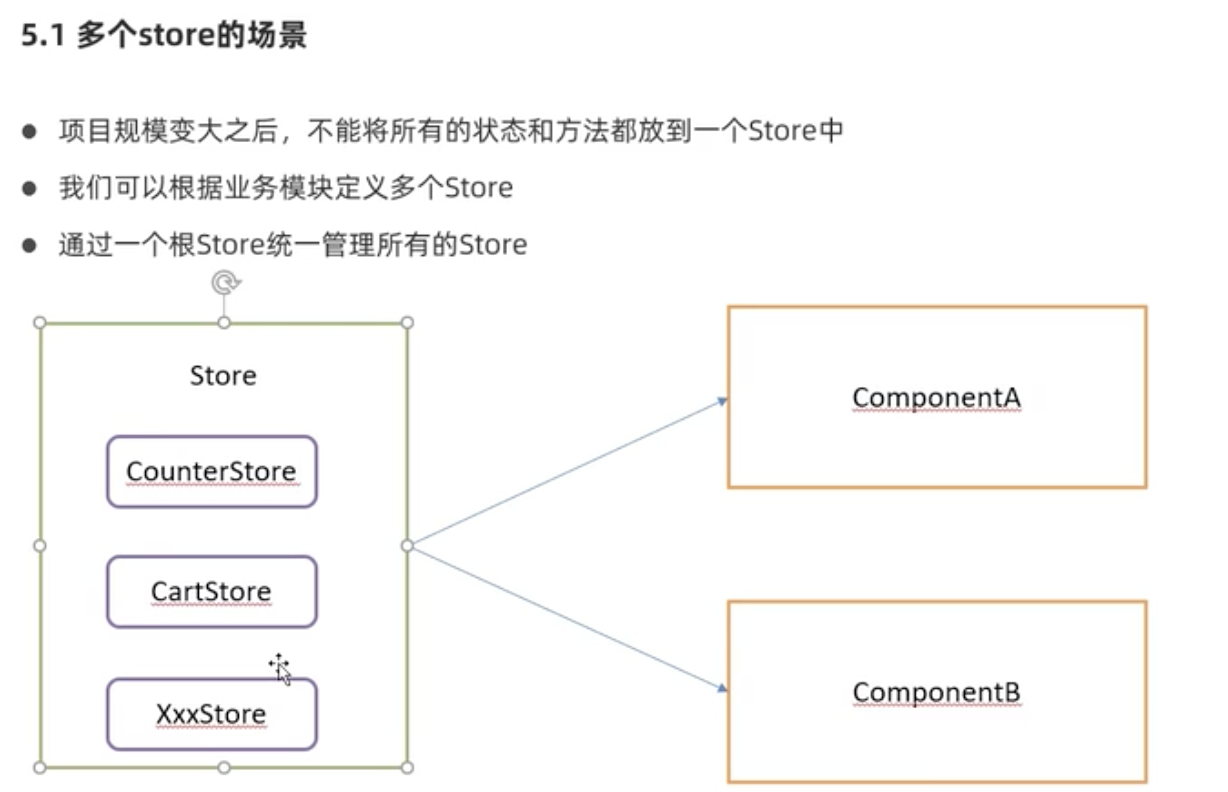 5.1 多个store的场景
项目规模变大之后，不能将所有的状态和方法都放到一个Store中
我们可以根据业务模块定义多个Store
通过一个根Store统一管理所有的Store
Store
CounterStore
CartStore
XxxStore
ComponentA
ComponentB